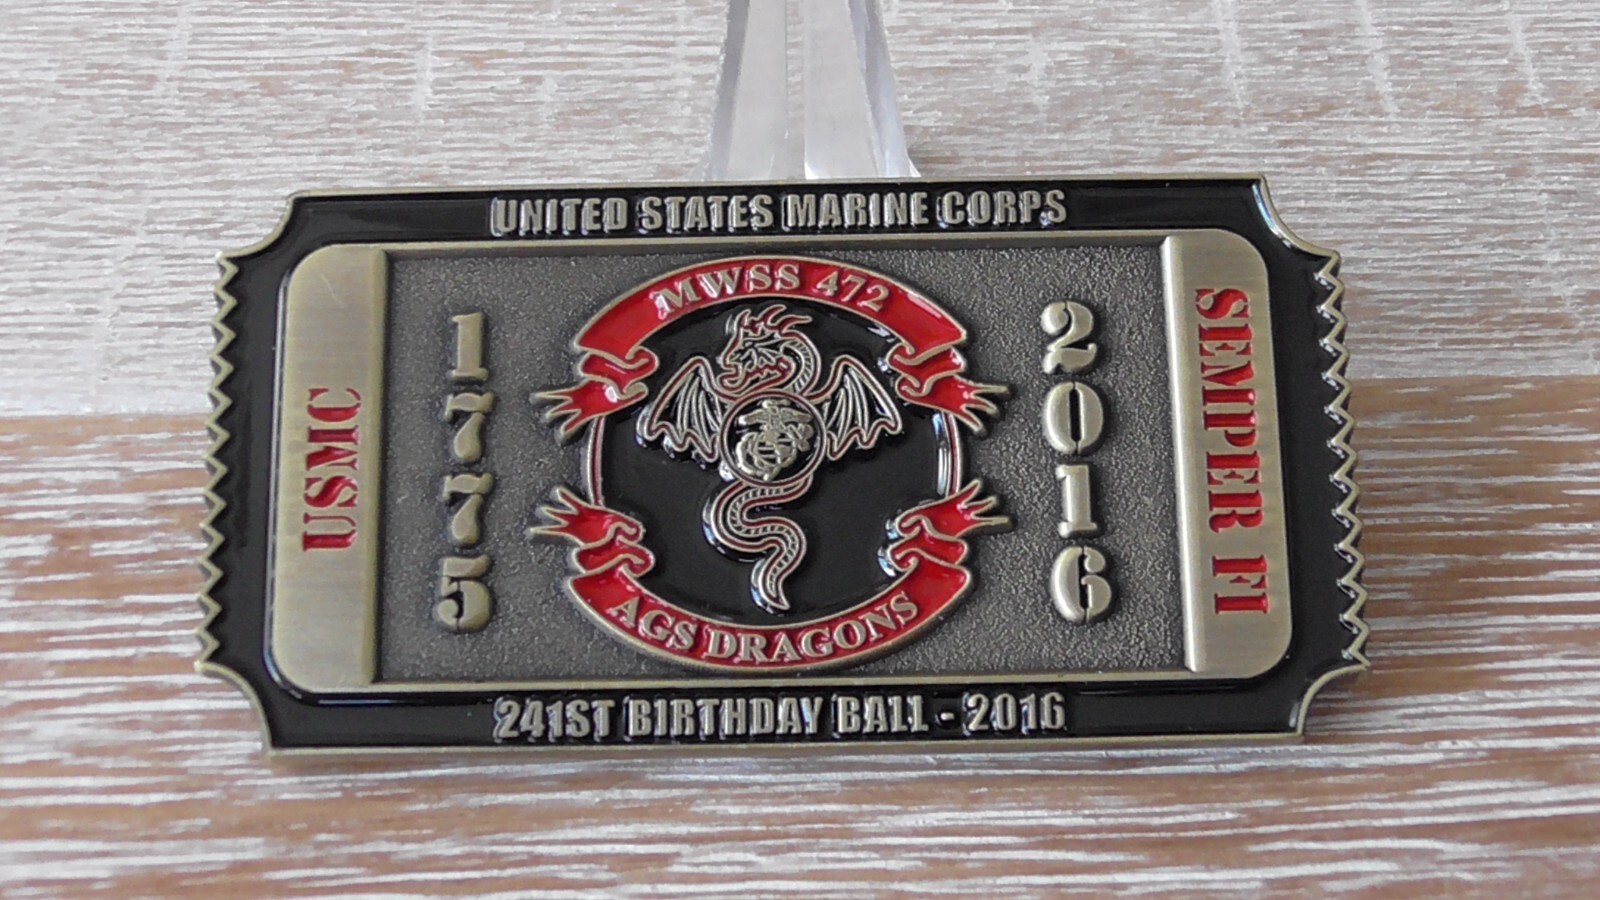 UNITED STATES MARINE CORPS
USMC
1775
MWSS 472
AGS DRAGONS
2016
SEMPER FI
241ST BIRTHDAY BALL - 2016